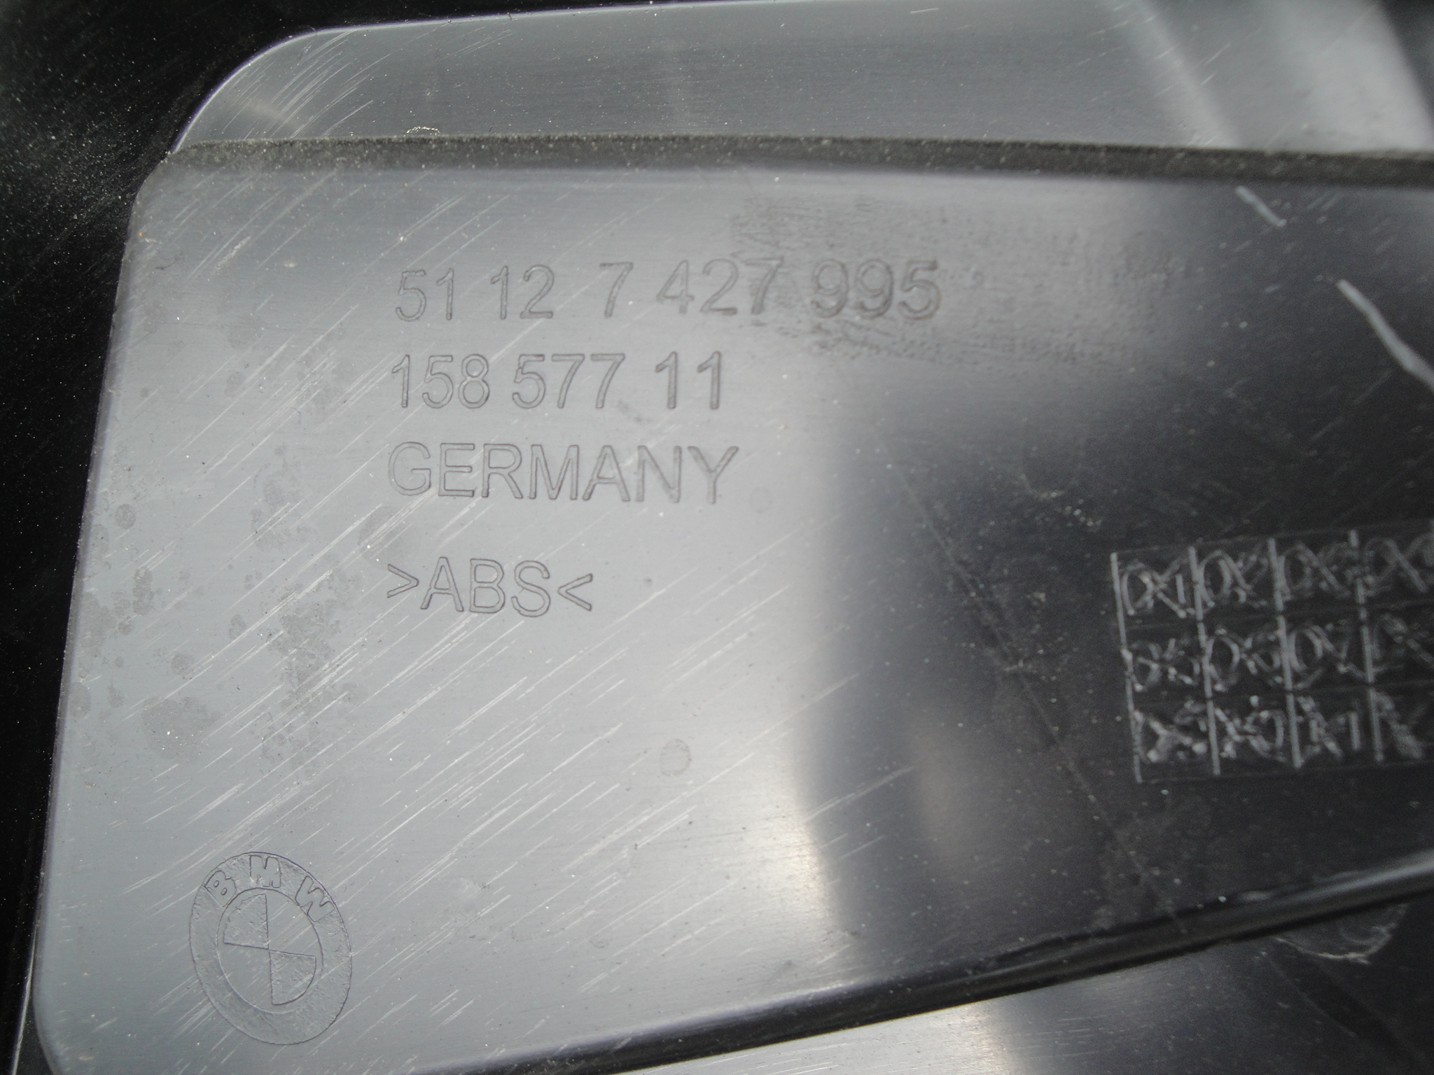 51 12 7 427 995
158 577 11
GERMANY
>ABS<
BMW